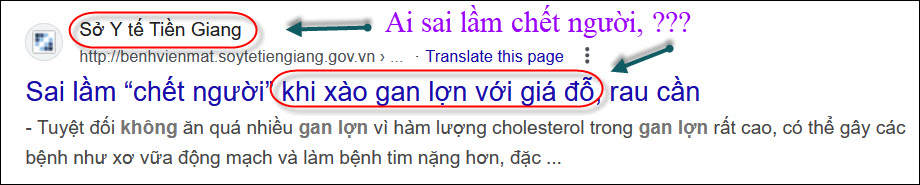 Sở Y tế Tiền Giang
Ai sai lầm chết người, ???
http://benhvienmat.soytetiengiang.gov.vn › ... · Translate this page
Sai lầm “chết người” khi xào gan lợn với giá đỗ, rau cần
- Tuyệt đối không ăn quá nhiều gan lợn vì hàm lượng cholesterol trong gan lợn rất cao, có thể gây các
bệnh như xơ vữa động mạch và làm bệnh tim nặng hơn, đặc ...